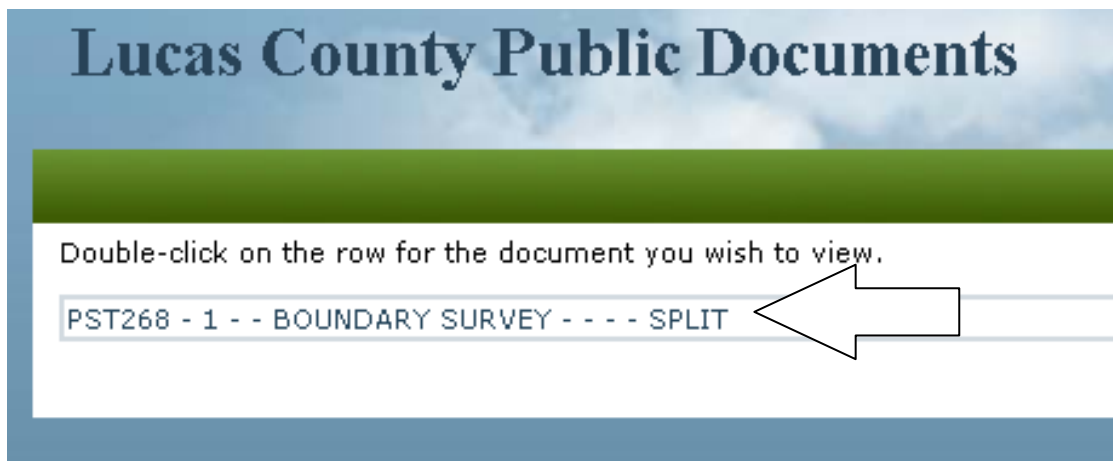 Lucas County Public Documents
Double-click on the row for the document you wish to view.
PST268 - 1 - - BOUNDARY SURVEY - - - - SPLIT